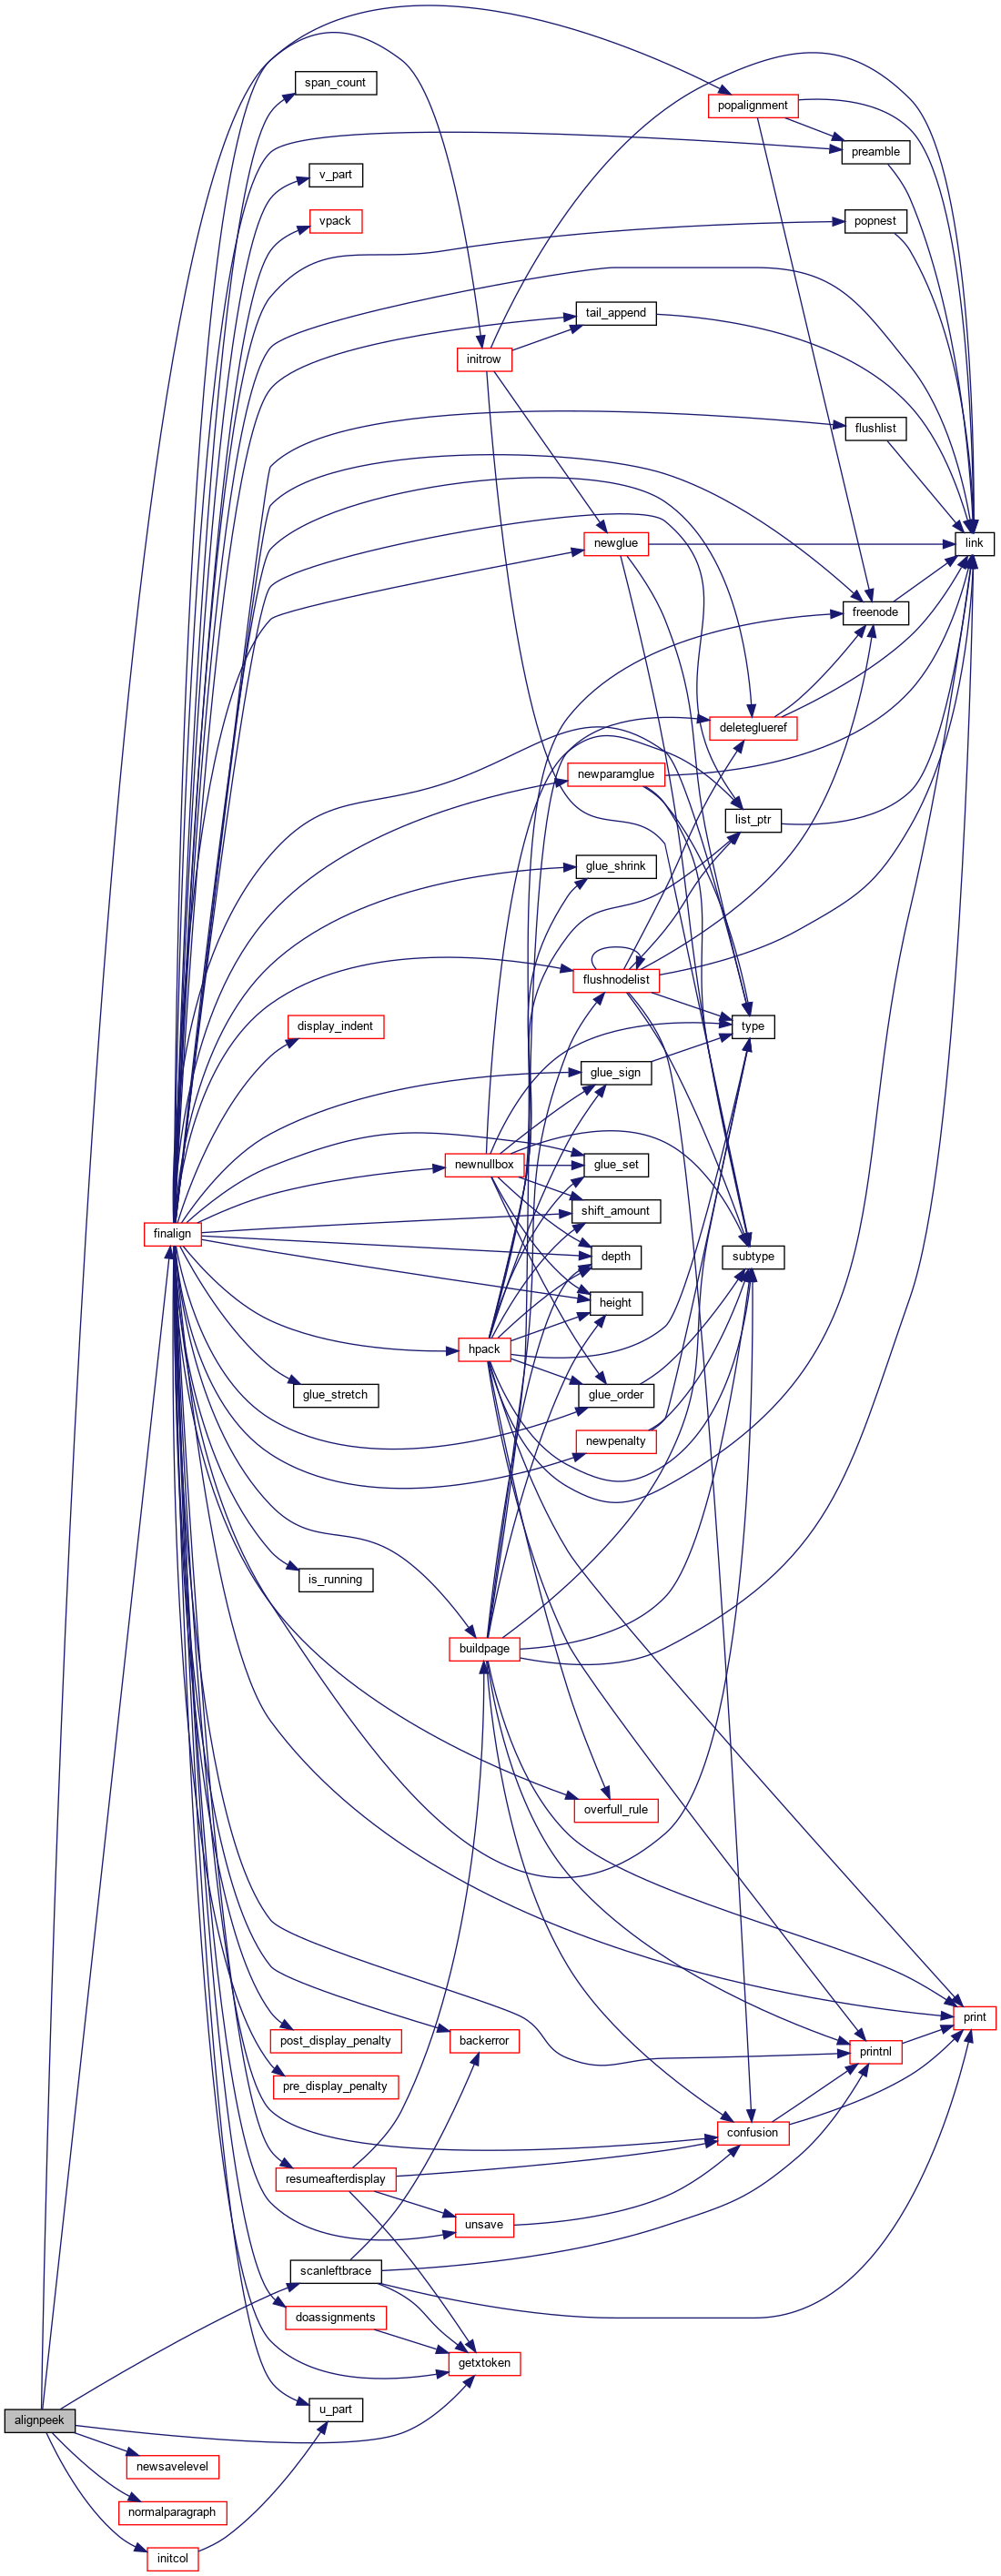 span_count
popalignment
preamble
v_part
popnest
vpack
tail_append
initrow
flushlist
newglue
link
freenode
deleteglueref
newparamglue
list_ptr
glue_shrink
flushnodelist
display_indent
type
glue_sign
newnullbox
glue_set
shift_amount
finalign
depth
subtype
height
hpack
glue_stretch
glue_order
newpenalty
is_running
buildpage
overfull_rule
print
post_display_penalty
backerror
printnl
pre_display_penalty
confusion
resumeafterdisplay
unsave
scanleftbrace
doassignments
getxtoken
u_part
alignpeek
newsavelevel
normalparagraph
initcol